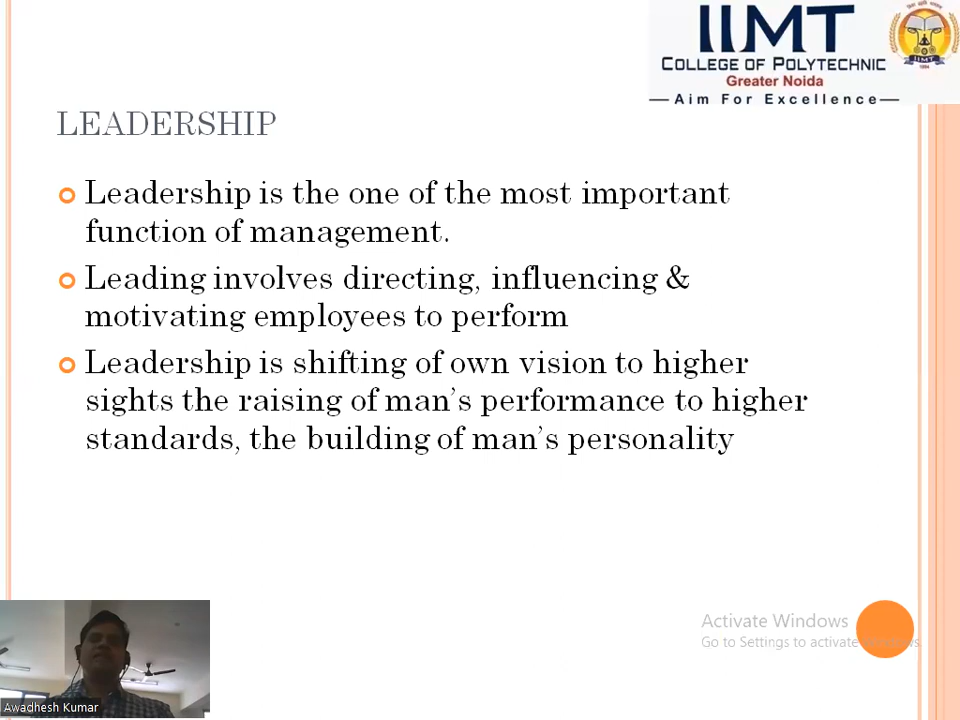 IIMT
COLLEGE OF POLYTECHNIC
Greater Noida
Aim For Excellence
IIMT
LEADERSHIP
Leadership is the one of the most important
function of management.
Leading involves directing, influencing &
motivating employees to perform
Leadership is shifting of own vision to higher
sights the raising of man's performance to higher
standards, the building of man's personality
Activate Windows
Go to Settings to activate Windows.
Awadhesh Kumar